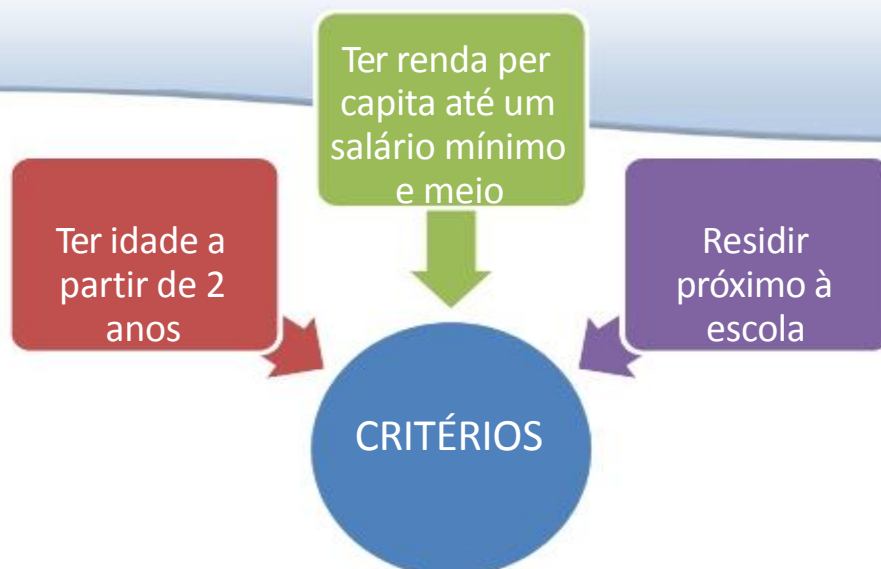 Ter renda per
capita até um
salário mínimo
e meio
Ter idade a
partir de 2
anos
Residir
próximo à
escola
CRITÉRIOS